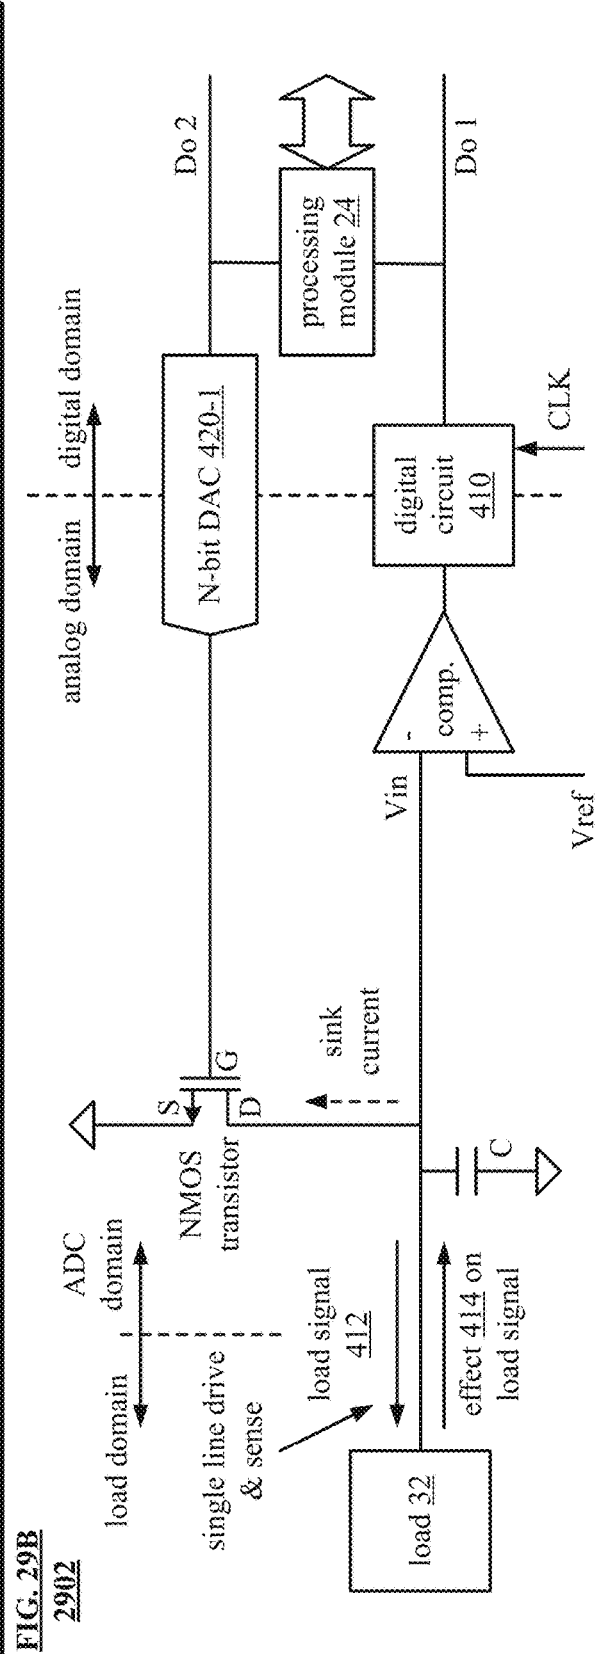 FIG. 29B
2902
load domain
ADC
domain
analog domain
digital domain
single line drive
& sense
NMOS
transistor
S
G
D
N-bit DAC 420-1
Do 2
load signal
412
sink
current
processing
module 24
load 32
effect 414 on
load signal
C
Vin
-
+
comp.
Vref
digital
circuit
410
CLK
Do 1